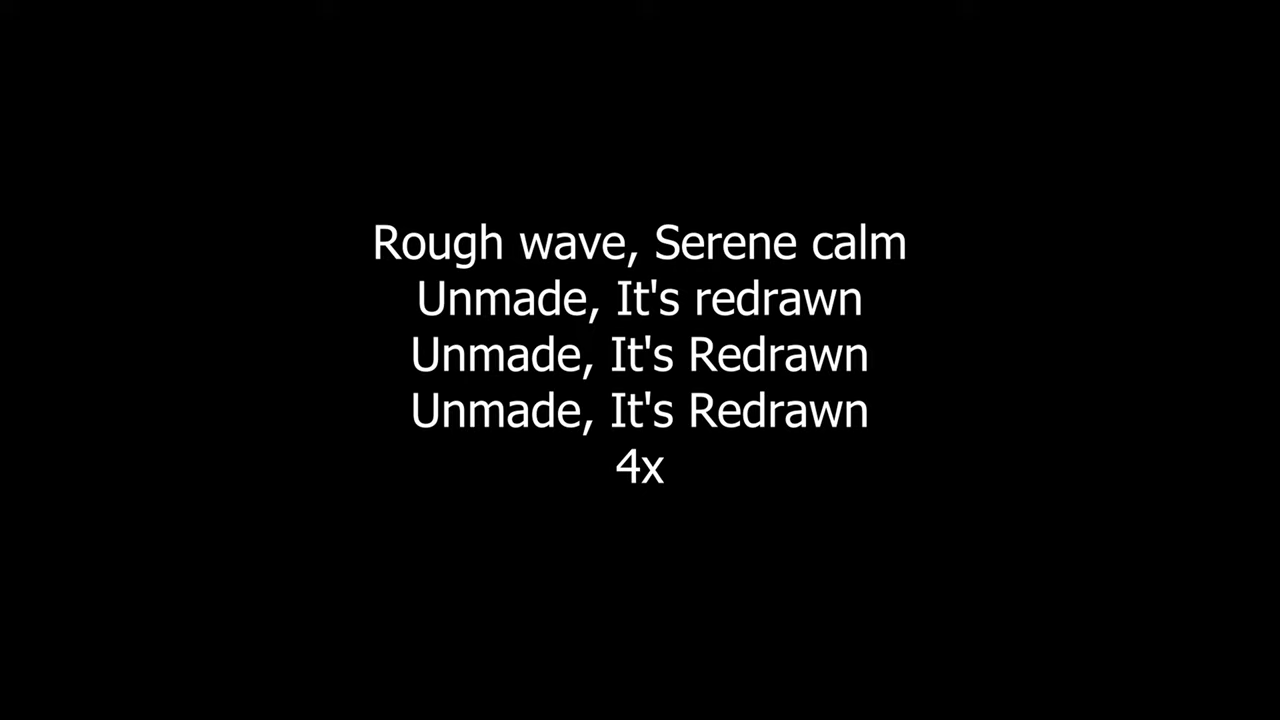 Rough wave, Serene calm
Unmade, It's redrawn
Unmade, It's Redrawn
Unmade, It's Redrawn
4x